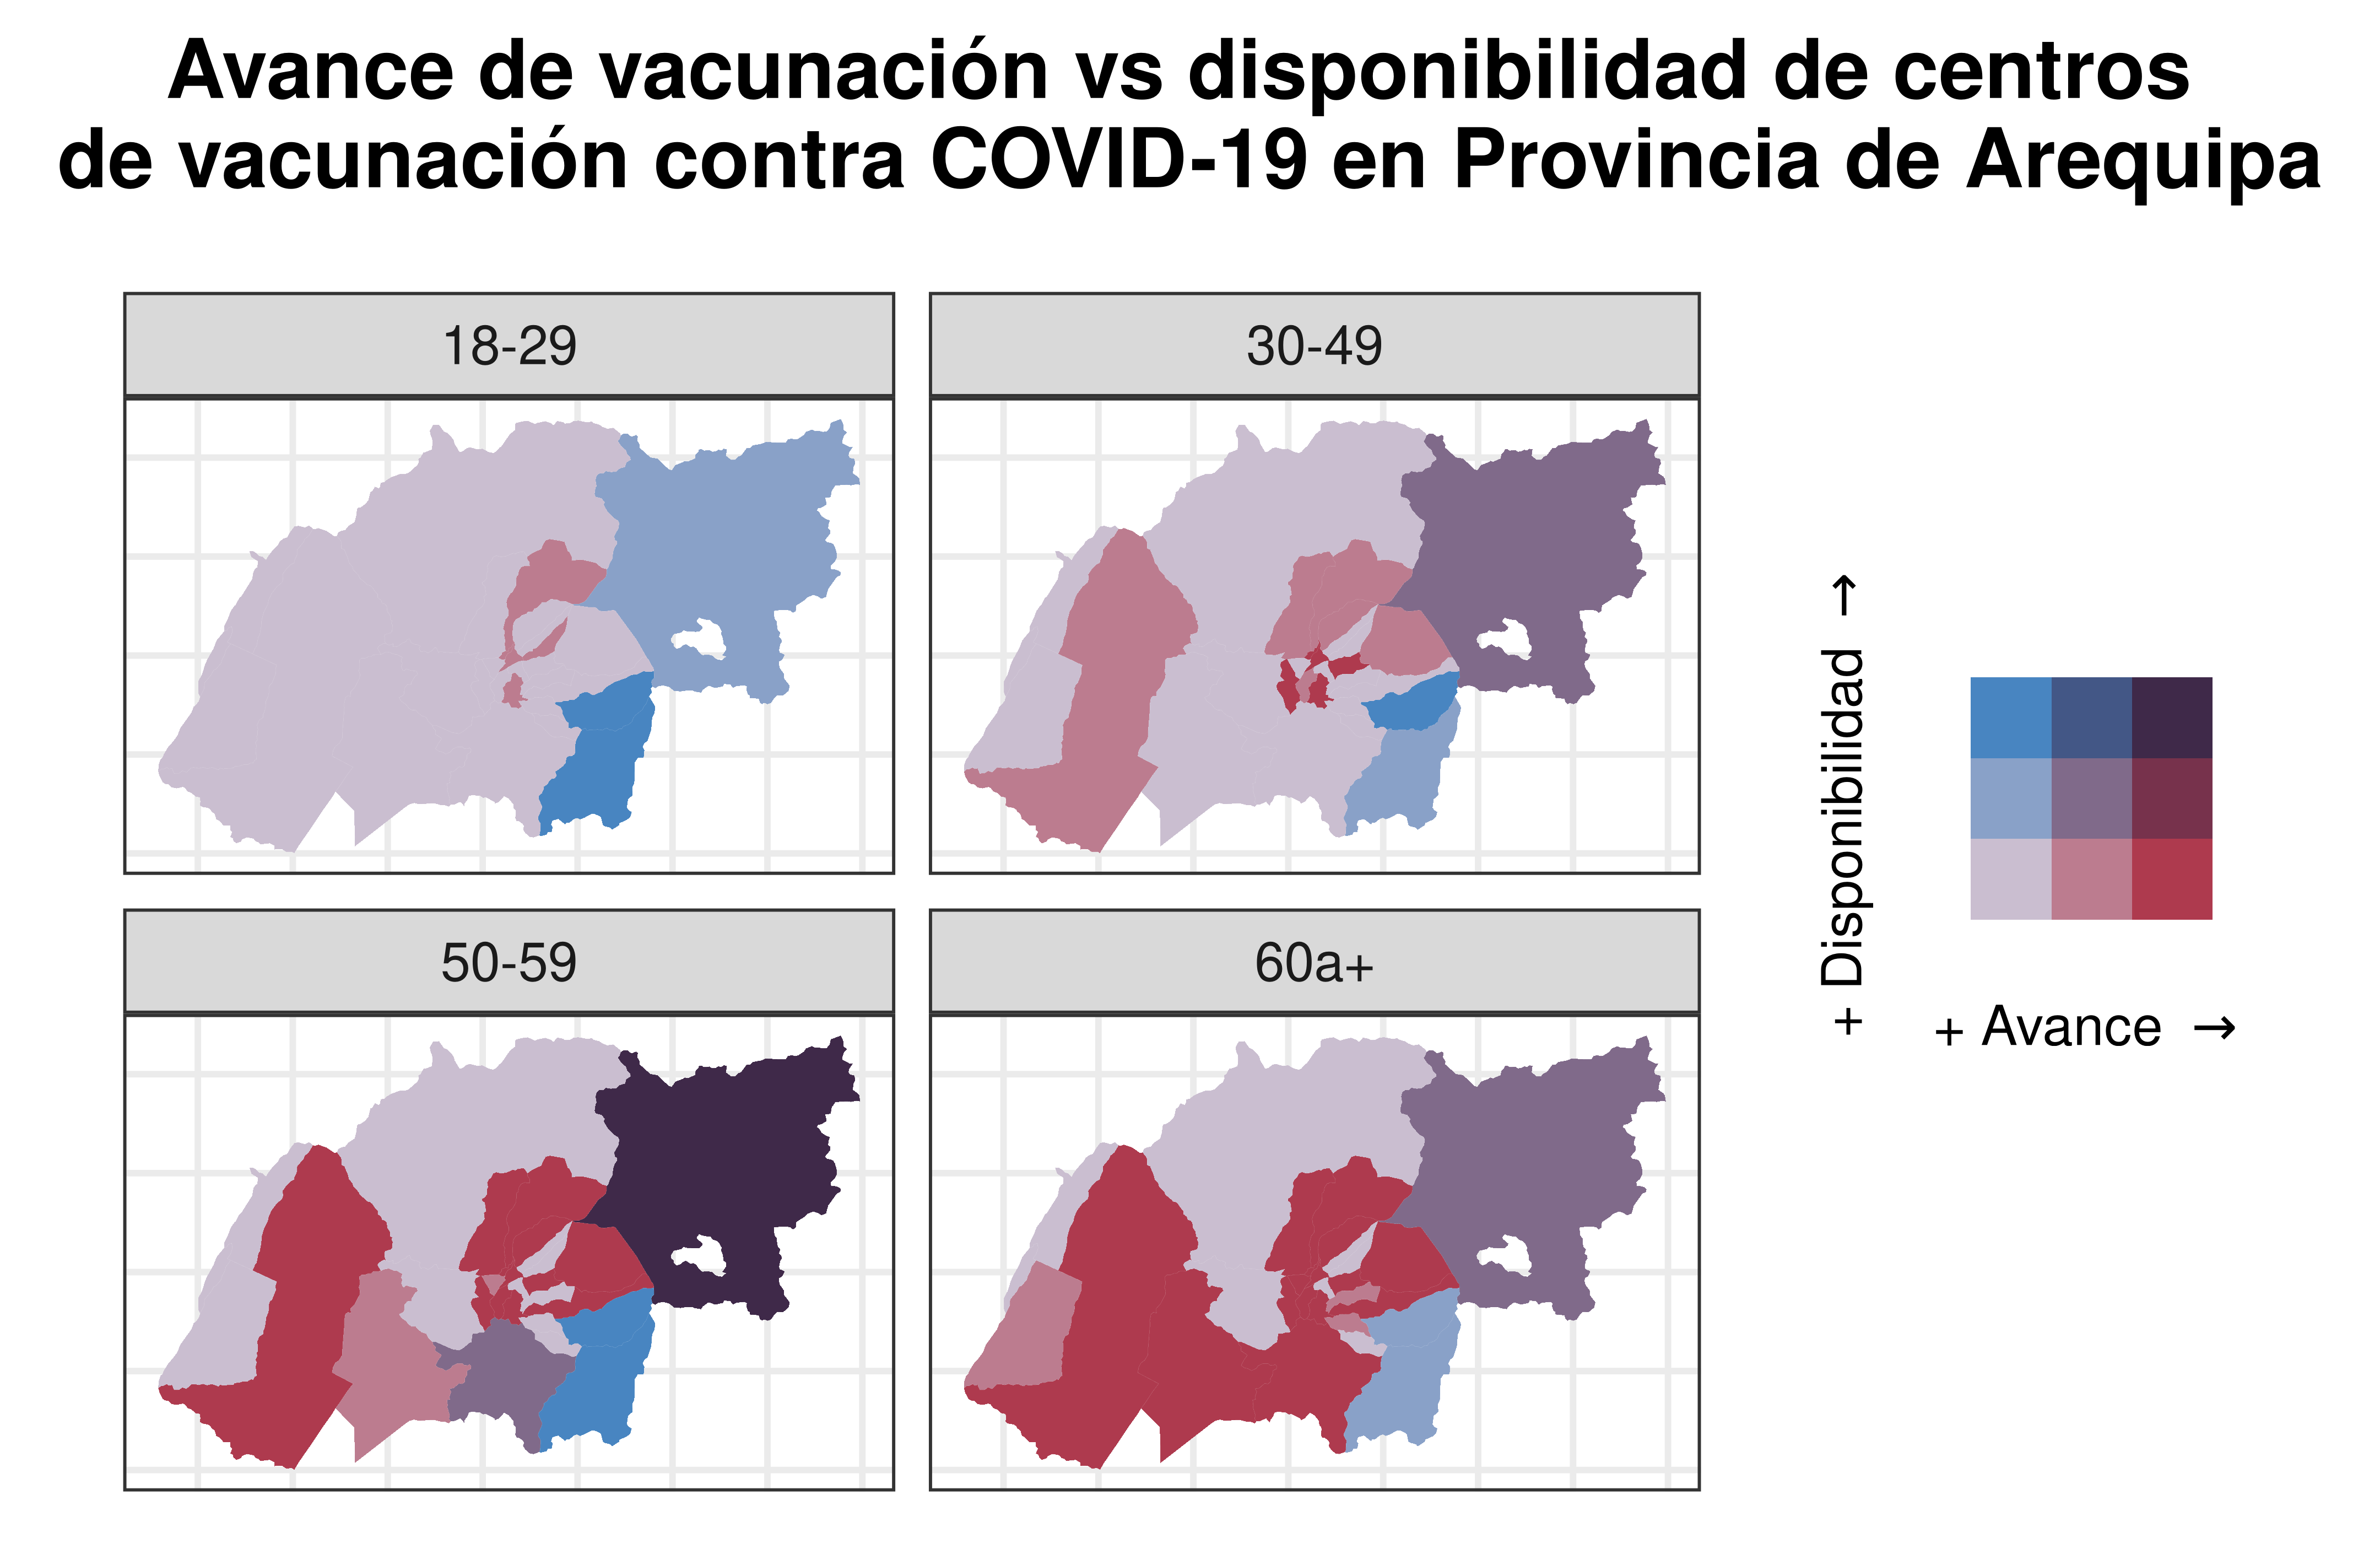 Avance de vacunación vs disponibilidad de centros
de vacunación contra COVID-19 en Provincia de Arequipa
18-29
30-49
50-59
60a+
+ Disponibilidad →
+ Avance →